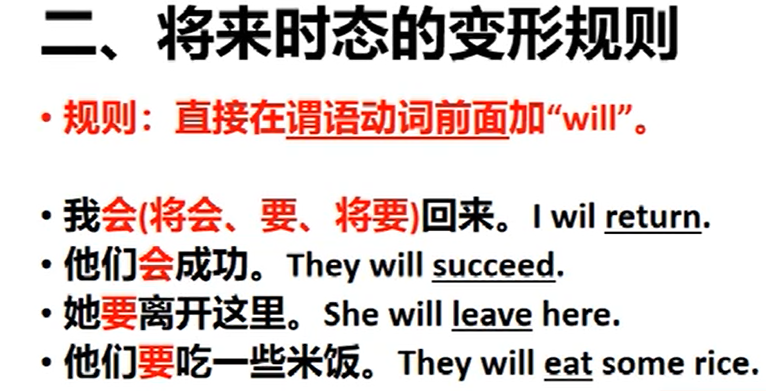 二、将来时态的变形规则
• 规则：直接在谓语动词前面加“will”。
• 我会(将会、要、将要)回来。I wil return.
• 他们会成功。They will succeed.
• 她要离开这里。She will leave here.
• 他们要吃一些米饭。They will eat some rice.